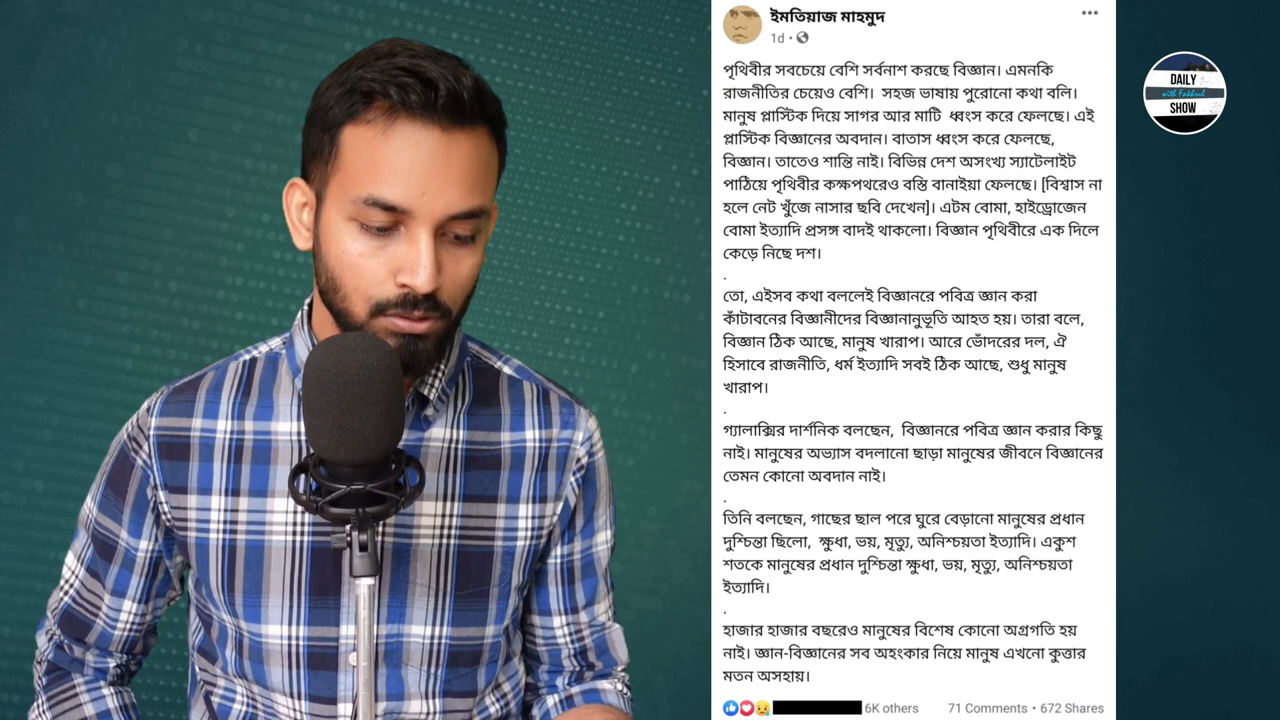 ইমতিয়াজ মাহমুদ
1d
পৃথিবীর সবচেয়ে বেশি সর্বনাশ করছে বিজ্ঞান। এমনকি
রাজনীতির চেয়েও বেশি। সহজ ভাষায় পুরোনো কথা বলি।
মানুষ প্লাস্টিক দিয়ে সাগর আর মাটি ধ্বংস করে ফেলছে। এই
প্লাস্টিক বিজ্ঞানের অবদান। বাতাস ধ্বংস করে ফেলছে,
বিজ্ঞান। তাতেও শান্তি নাই। বিভিন্ন দেশ অসংখ্য স্যাটেলাইট
পাঠিয়ে পৃথিবীর কক্ষপথরেও বস্তি বানাইয়া ফেলছে। [বিশ্বাস না
হলে নেট খুঁজে নাসার ছবি দেখেন]। এটম বোমা, হাইড্রোজেন
বোমা ইত্যাদি প্রসঙ্গ বাদই থাকলো। বিজ্ঞান পৃথিবীরে এক দিলে
কেড়ে নিছে দশ।
.
তো, এইসব কথা বললেই বিজ্ঞানরে পবিত্র জ্ঞান করা
কাঁটাবনের বিজ্ঞানীদের বিজ্ঞানানুভূতি আহত হয়। তারা বলে,
বিজ্ঞান ঠিক আছে, মানুষ খারাপ। আরে ভোঁদরের দল, ঐ
হিসাবে রাজনীতি, ধর্ম ইত্যাদি সবই ঠিক আছে, শুধু মানুষ
খারাপ।
.
গ্যালাক্সির দার্শনিক বলছেন, বিজ্ঞানরে পবিত্র জ্ঞান করার কিছু
নাই। মানুষের অভ্যাস বদলানো ছাড়া মানুষের জীবনে বিজ্ঞানের
তেমন কোনো অবদান নাই।
.
তিনি বলছেন, গাছের ছাল পরে ঘুরে বেড়ানো মানুষের প্রধান
দুশ্চিন্তা ছিলো, ক্ষুধা, ভয়, মৃত্যু, অনিশ্চয়তা ইত্যাদি। একুশ
শতকে মানুষের প্রধান দুশ্চিন্তা ক্ষুধা, ভয়, মৃত্যু, অনিশ্চয়তা
ইত্যাদি।
.
হাজার হাজার বছরেও মানুষের বিশেষ কোনো অগ্রগতি হয়
নাই। জ্ঞান-বিজ্ঞানের সব অহংকার নিয়ে মানুষ এখনো কুত্তার
মতন অসহায়।
6K others 71 Comments • 672 Shares
DAILY
with Fakhrul
SHOW